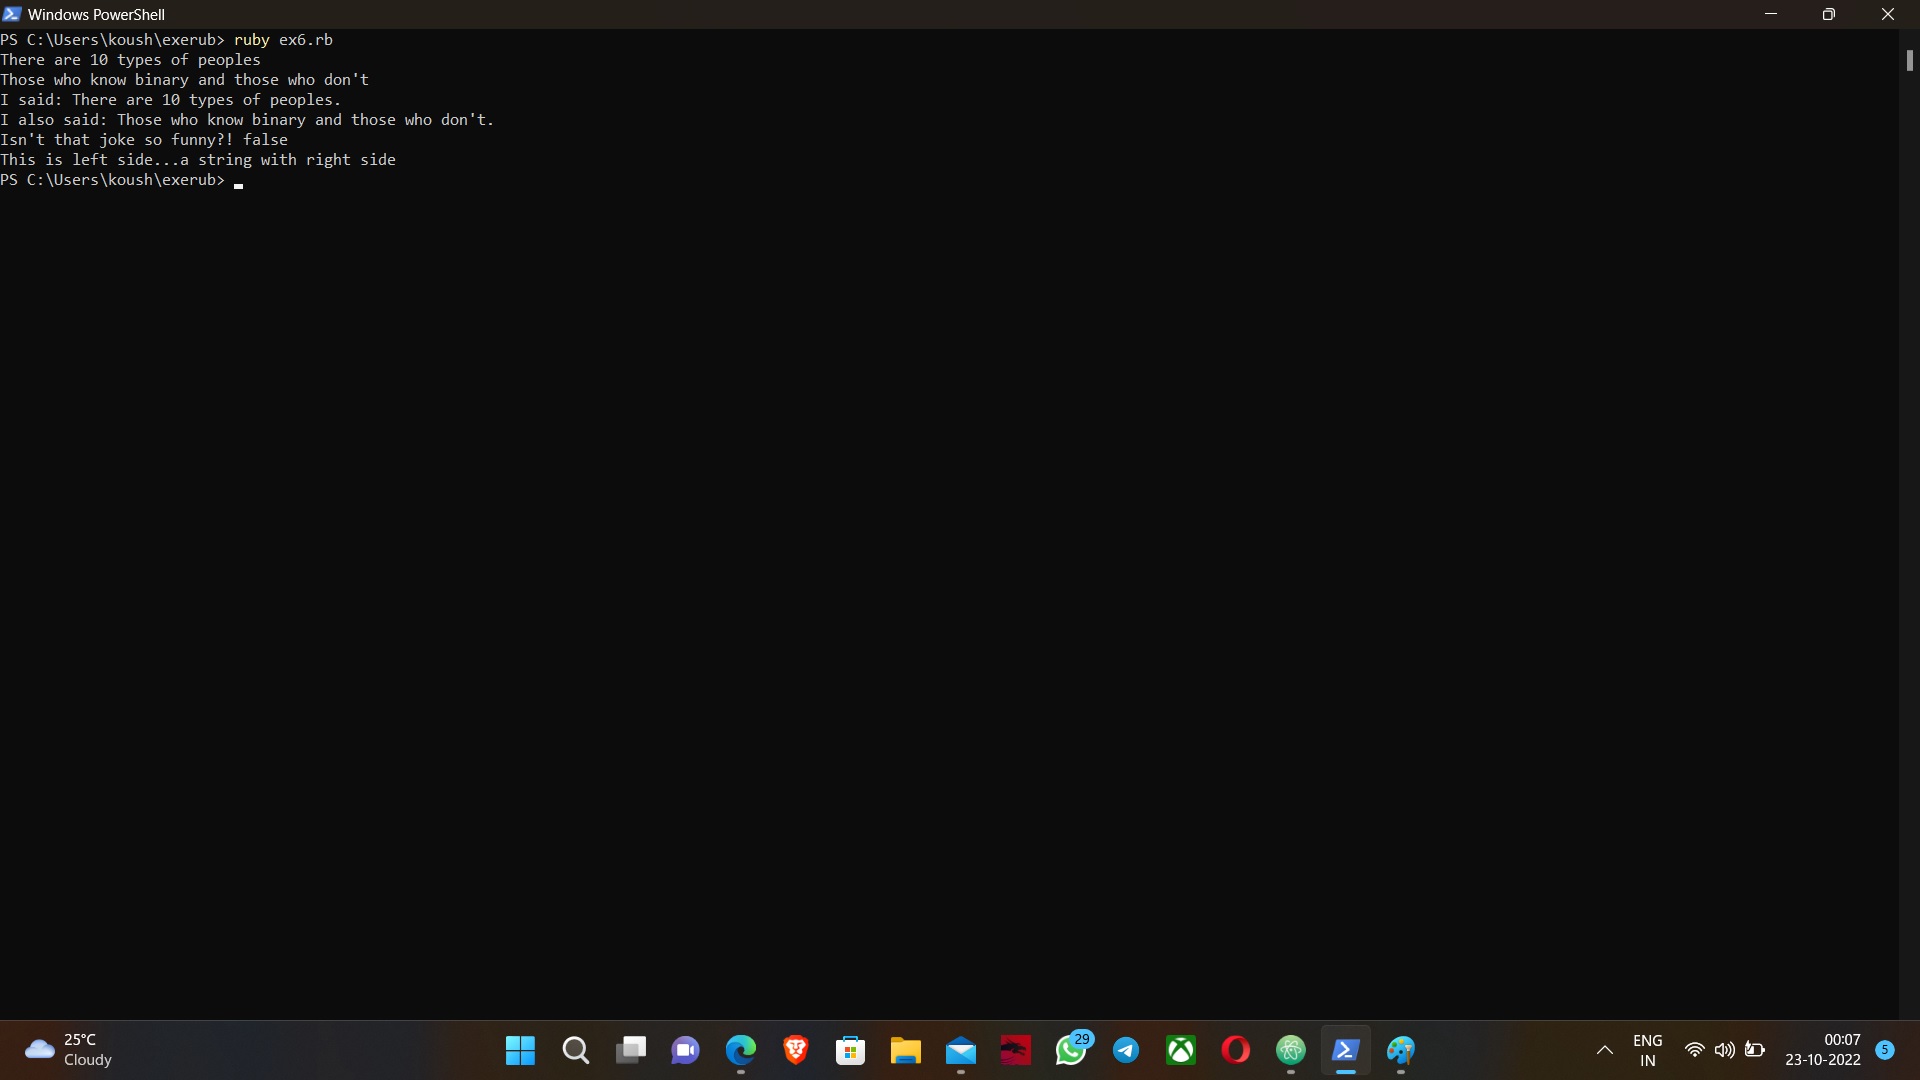 Windows PowerShell
PS C:\Users\koush\exerub> ruby ex6.rb
There are 10 types of peoples
Those who know binary and those who don't
I said: There are 10 types of peoples.
I also said: Those who know binary and those who don't.
Isn't that joke so funny?! false
This is left side...a string with right side
PS C:\Users\koush\exerub>
25°C
Cloudy
29
ENG
IN
00:07
23-10-2022
5